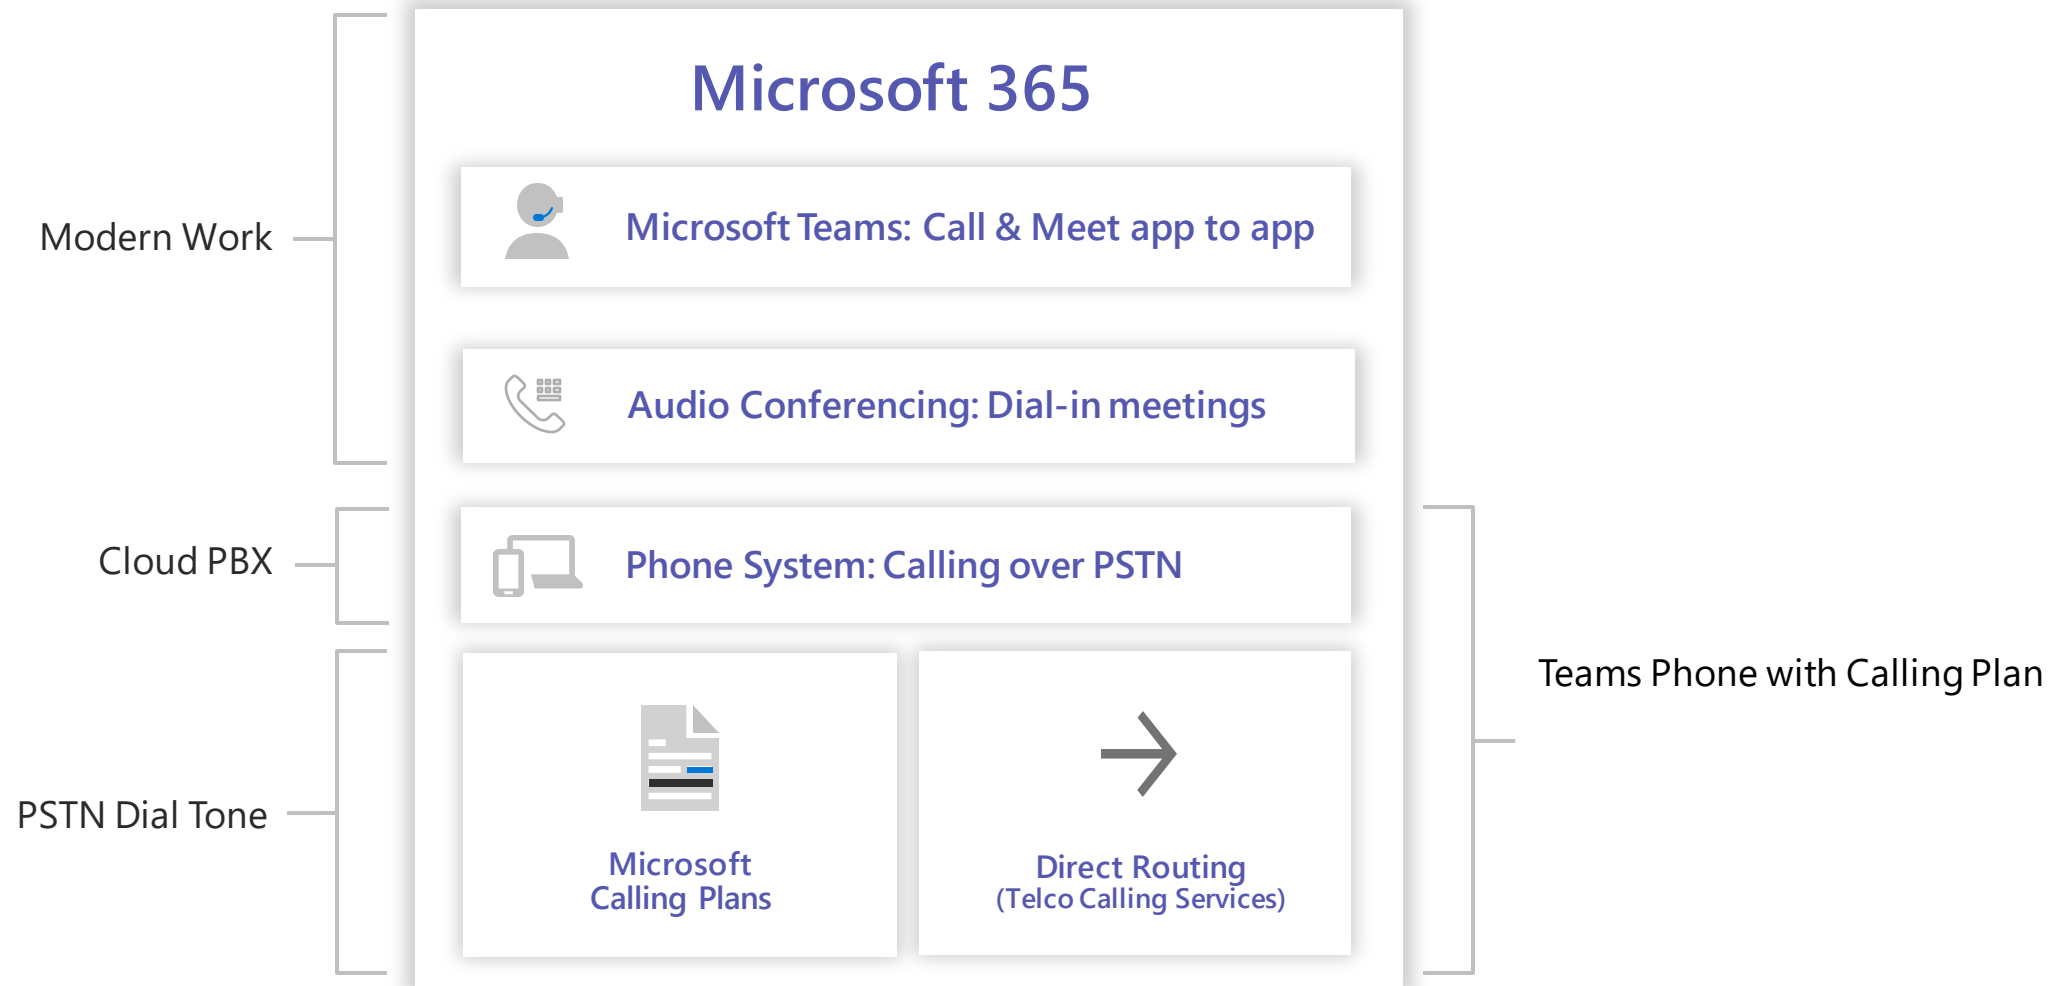 Microsoft 365
Modern Work
Microsoft Teams: Call & Meet app to app
Audio Conferencing: Dial-in meetings
Cloud PBX
Phone System: Calling over PSTN
Teams Phone with Calling Plan
PSTN Dial Tone
Microsoft
Calling Plans
Direct Routing
(Telco Calling Services)